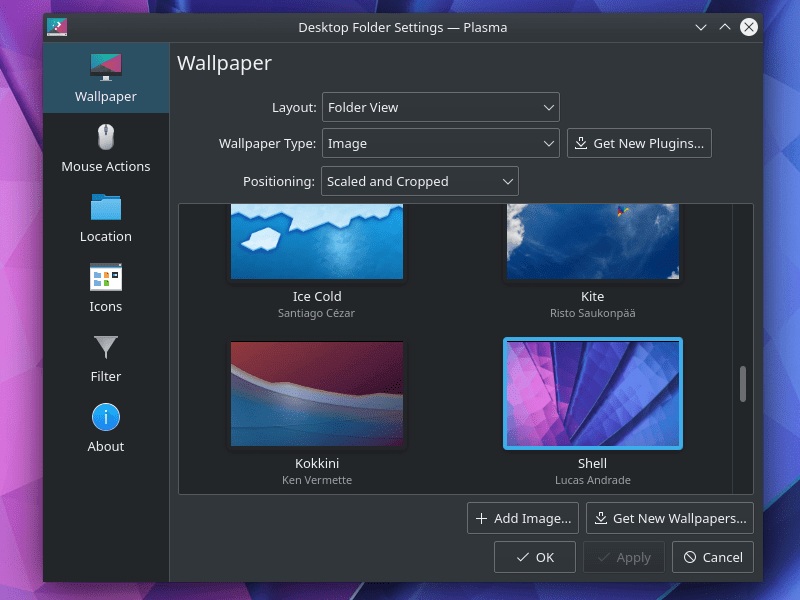 Desktop Folder Settings — Plasma
Wallpaper
Mouse Actions
Location
Icons
Filter
About
Wallpaper
Layout: Folder View
Wallpaper Type: Image Get New Plugins...
Positioning: Scaled and Cropped
Ice Cold Kite
Santiago Cézar Risto Saukonpää
Kokkini Shell
Ken Vermette Lucas Andrade
Add Image... Get New Wallpapers...
OK Apply Cancel